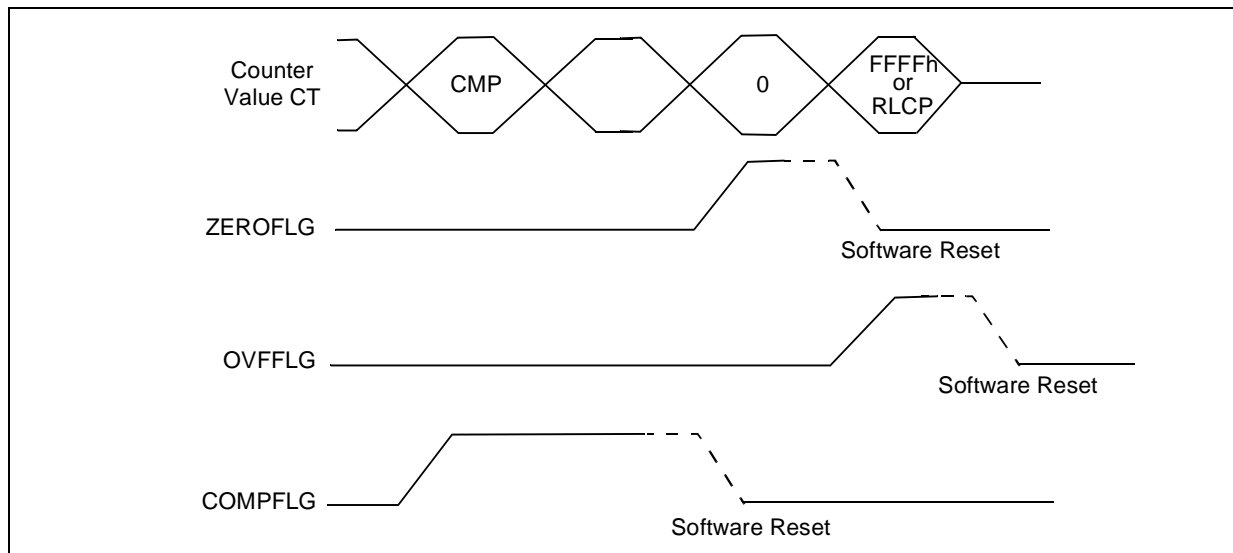 Counter
Value CT
CMP
0
FFFFh
or
RLCP
ZEROFLG
Software Reset
OVFFLG
Software Reset
COMPFLG
Software Reset